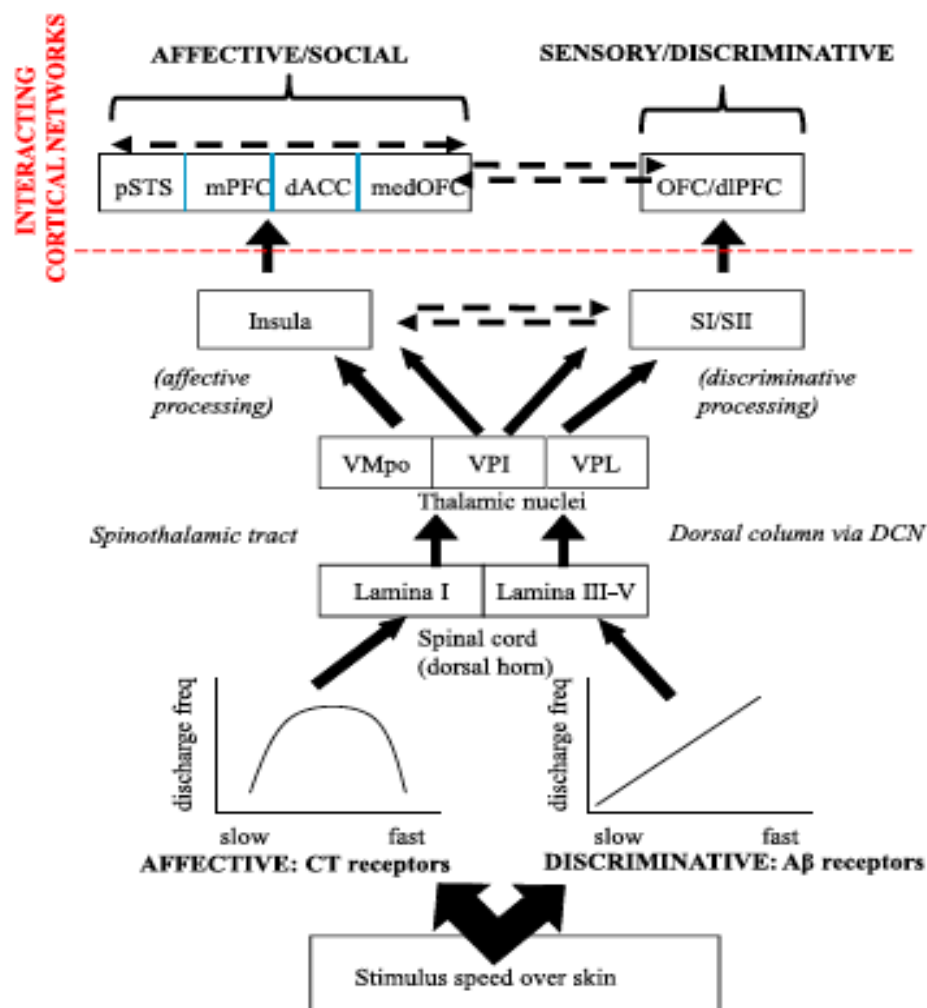 INTERACTING
CORTICAL NETWORKS
AFFECTIVE/SOCIAL
SENSORY/DISCRIMINATIVE
pSTS mPFC dACC medOFC
OFC/dlPFC
Insula
SI/SII
(affective
processing)
(discriminative
processing)
VMpo VPI VPL
Thalamic nuclei
Spinothalamic tract
Dorsal column via DCN
Lamina I Lamina III–V
Spinal cord
(dorsal horn)
discharge freq
slow fast
AFFECTIVE: CT receptors
discharge freq
slow fast
DISCRIMINATIVE: Aβ receptors
Stimulus speed over skin